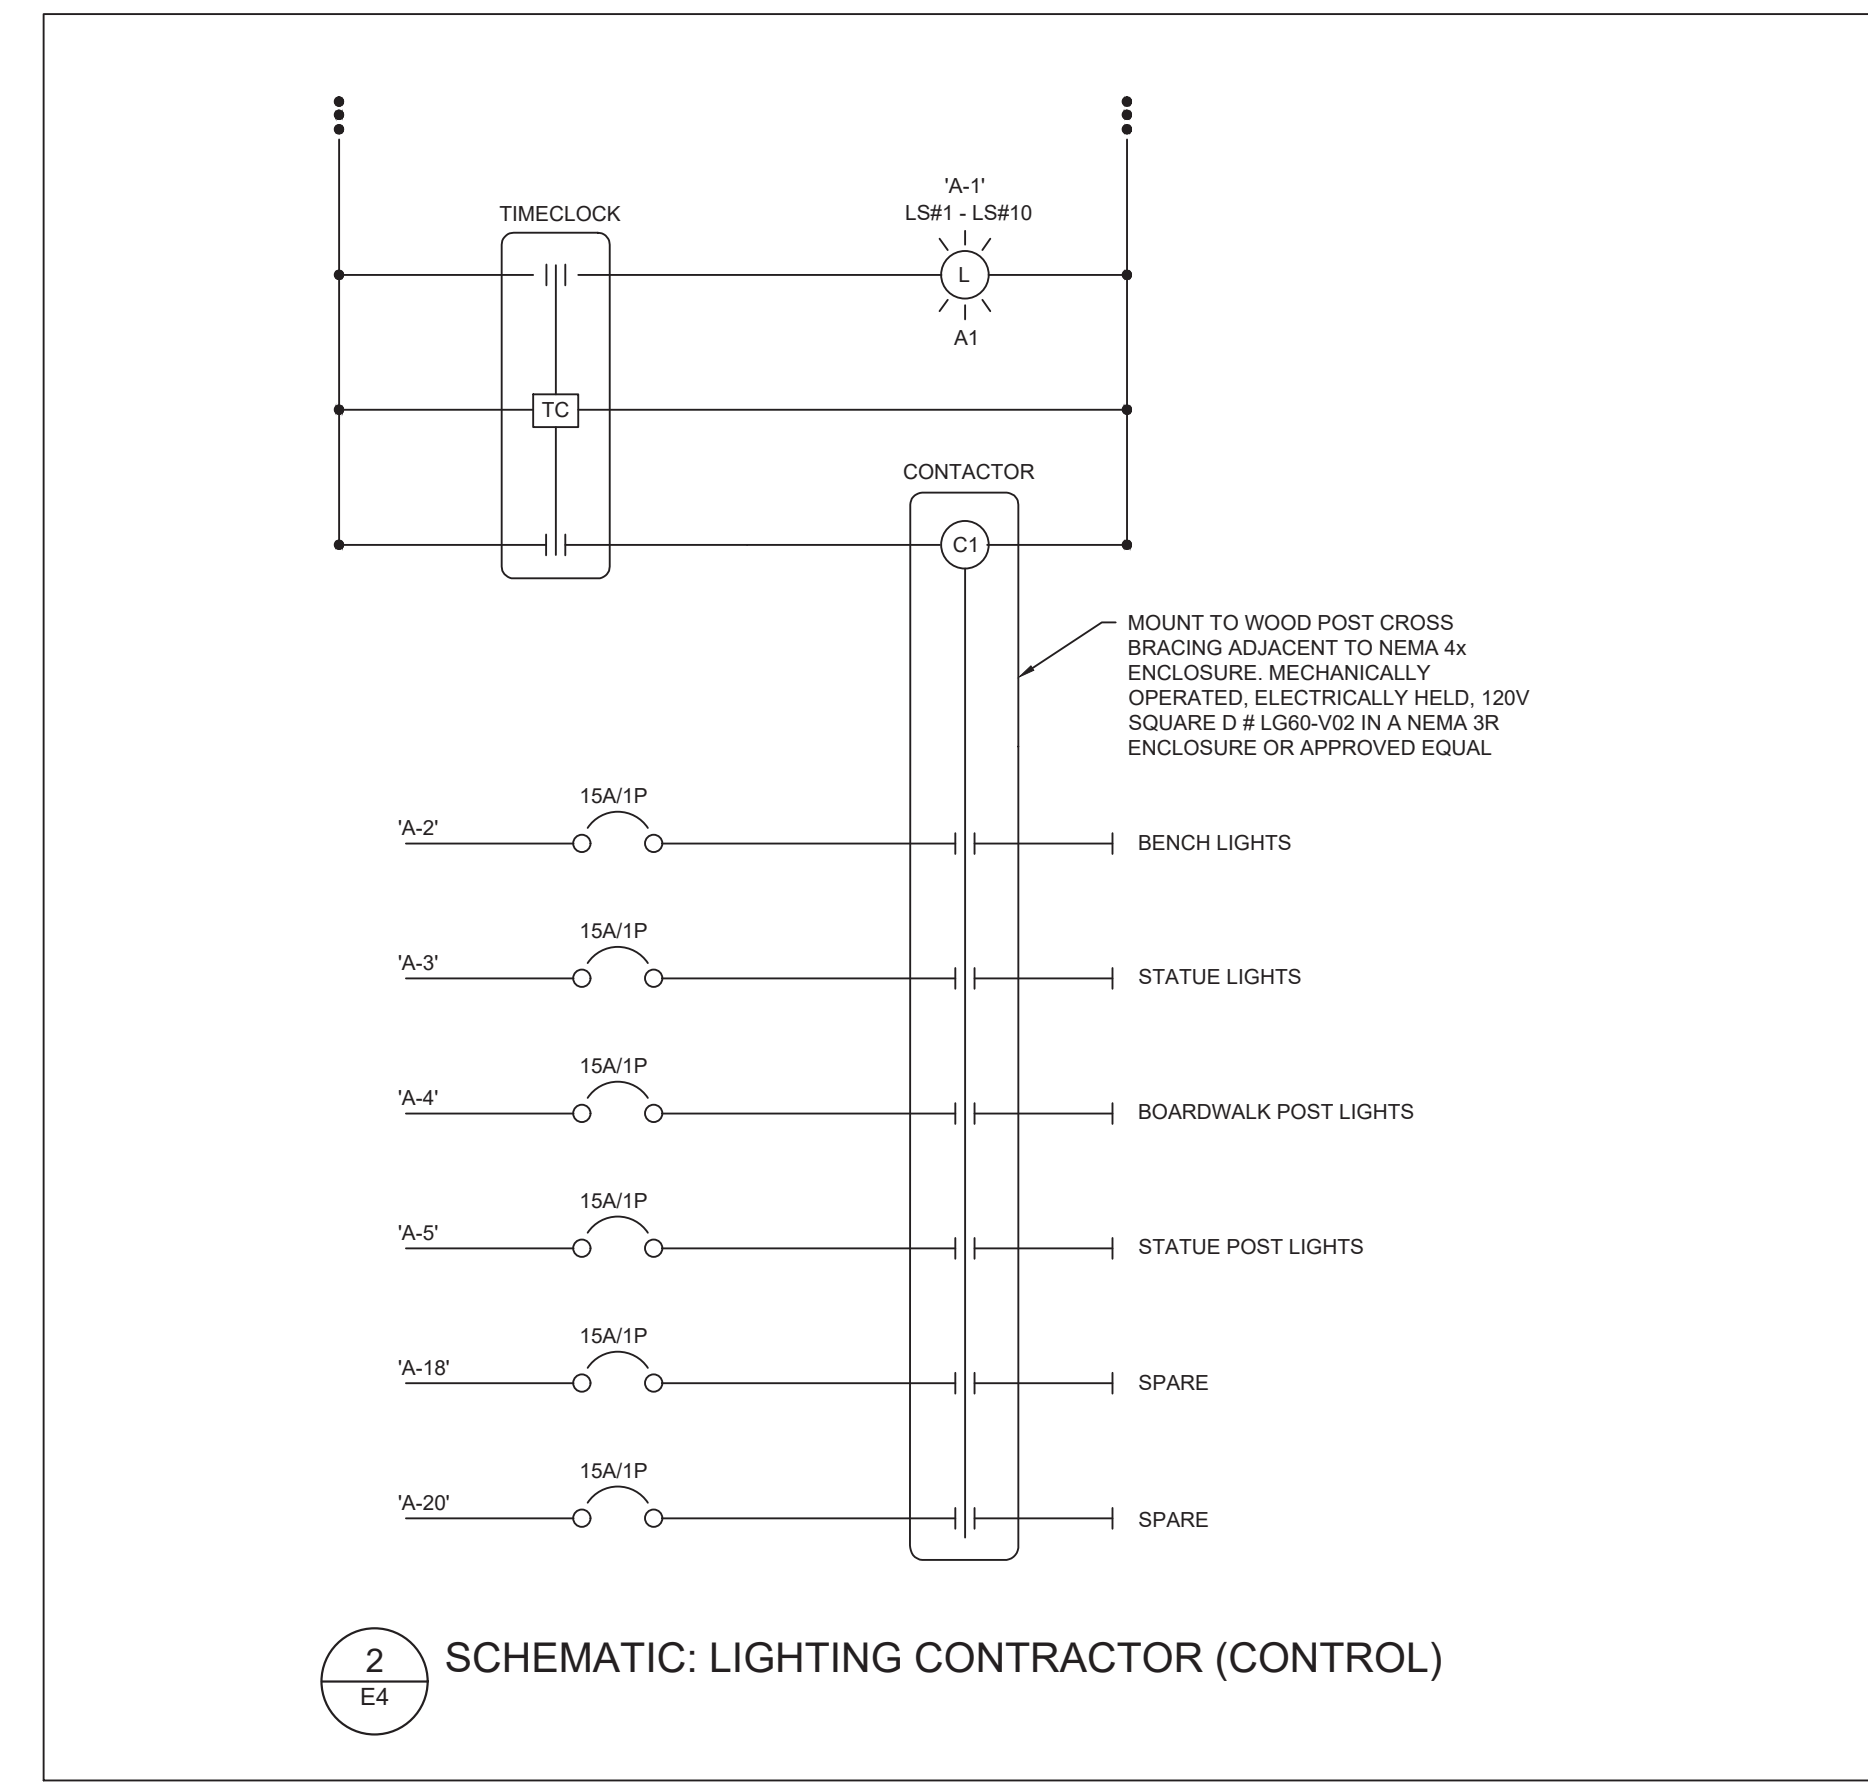 'A-1'
LS#1 - LS#10
TIMECLOCK
L
A1
TC
CONTACTOR
C1
MOUNT TO WOOD POST CROSS
BRACING ADJACENT TO NEMA 4x
ENCLOSURE. MECHANICALLY
OPERATED, ELECTRICALLY HELD, 120V
SQUARE D # LG60-V02 IN A NEMA 3R
ENCLOSURE OR APPROVED EQUAL
15A/1P
'A-2'
BENCH LIGHTS
15A/1P
'A-3'
STATUE LIGHTS
15A/1P
'A-4'
BOARDWALK POST LIGHTS
15A/1P
'A-5'
STATUE POST LIGHTS
15A/1P
'A-18'
SPARE
15A/1P
'A-20'
SPARE
2
E4
SCHEMATIC: LIGHTING CONTRACTOR (CONTROL)